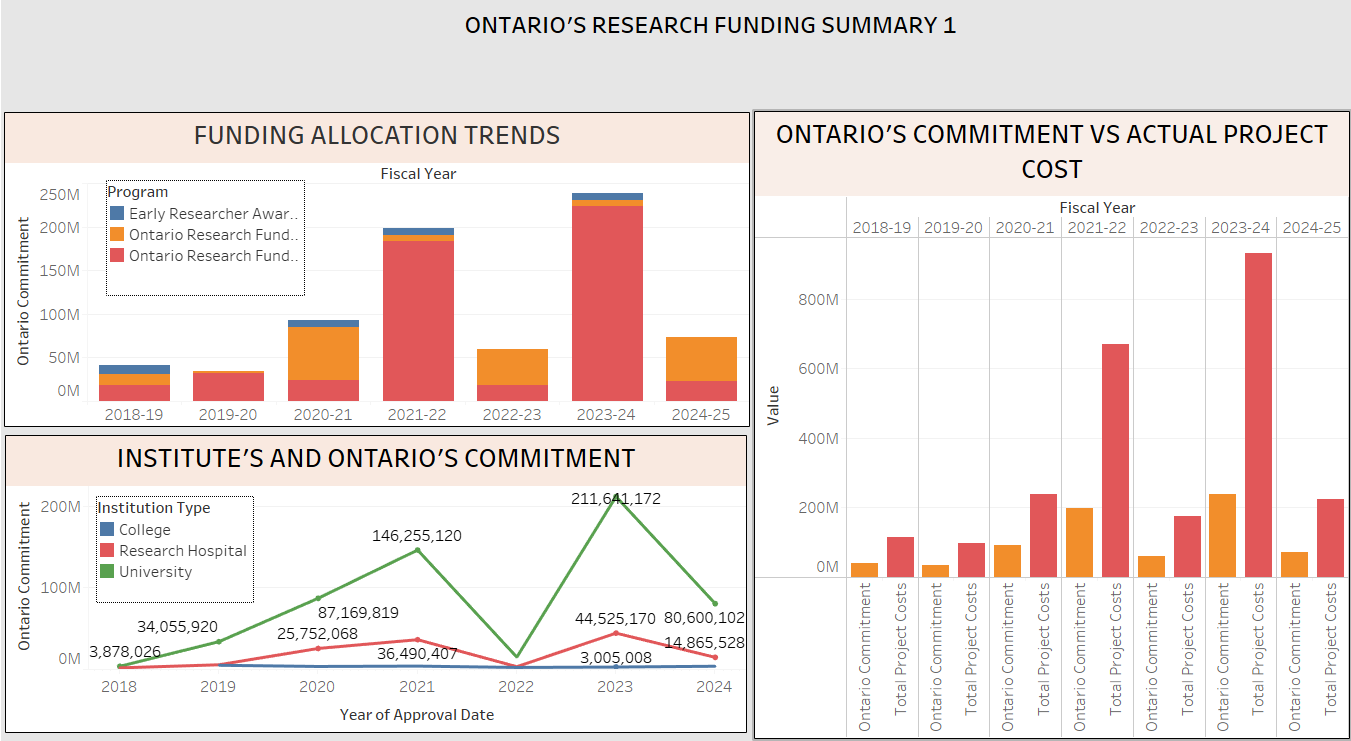 ONTARIO'S RESEARCH FUNDING SUMMARY 1
FUNDING ALLOCATION TRENDS
Fiscal Year
Ontario Commitment
250M
200M
150M
100M
50M
0M
Program
Early Researcher Awar..
Ontario Research Fund..
Ontario Research Fund..
2018-19 2019-20 2020-21 2021-22 2022-23 2023-24 2024-25
INSTITUTE'S AND ONTARIO'S COMMITMENT
Ontario Commitment
200M
100M
0M
Institution Type
College
Research Hospital
University
211,641,172
146,255,120
87,169,819
34,055,920
44,525,170
80,600,102
25,752,068
14,865,528
3,878,026
36,490,407
3,005,008
2018 2019 2020 2021 2022 2023 2024
Year of Approval Date
ONTARIO'S COMMITMENT VS ACTUAL PROJECT
COST
Fiscal Year
2018-19 2019-20 2020-21 2021-22 2022-23 2023-24 2024-25
Value
800M
600M
400M
200M
0M
Ontario Commitment
Total Project Costs
Ontario Commitment
Total Project Costs
Ontario Commitment
Total Project Costs
Ontario Commitment
Total Project Costs
Ontario Commitment
Total Project Costs
Ontario Commitment
Total Project Costs
Ontario Commitment
Total Project Costs